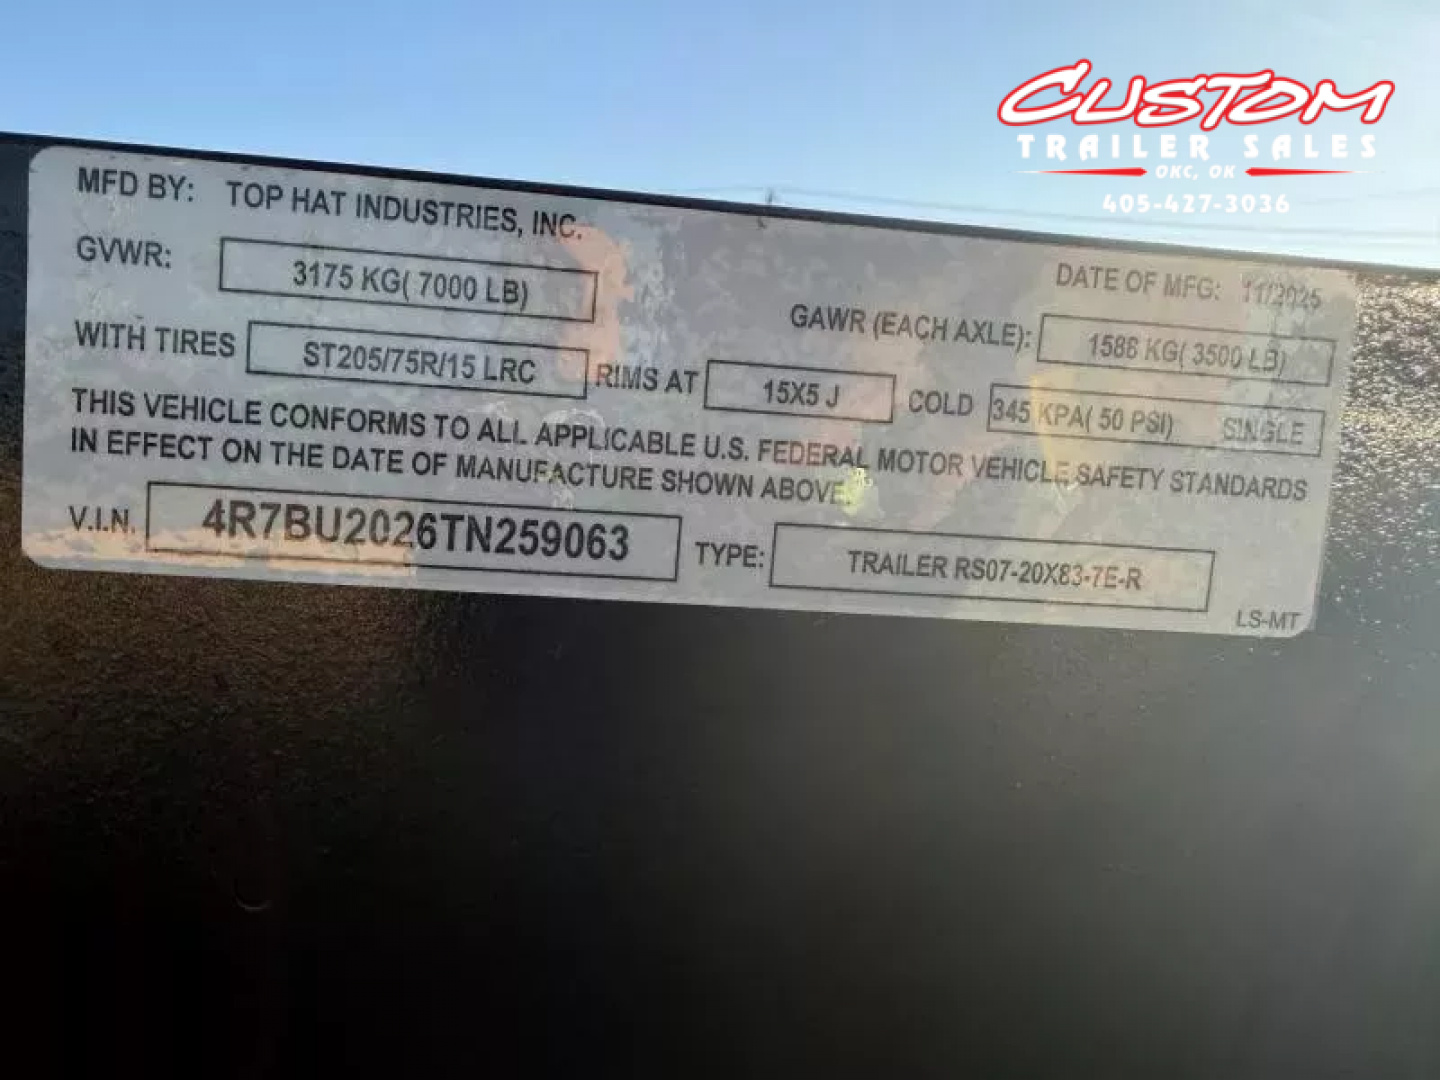 CUSTOM
TRAILER SALES
OKC, OK
405-427-3036
MFD BY: TOP HAT INDUSTRIES, INC.
DATE OF MFG: 11/2025
GVWR: 3175 KG( 7000 LB)
GAWR (EACH AXLE): 1588 KG( 3500 LB)
WITH TIRES ST205/75R/15 LRC RIMS AT 15X5 J COLD 345 KPA( 50 PSI) SINGLE
THIS VEHICLE CONFORMS TO ALL APPLICABLE U.S. FEDERAL MOTOR VEHICLE SAFETY STANDARDS
IN EFFECT ON THE DATE OF MANUFACTURE SHOWN ABOVE
V.I.N. 4R7BU2026TN259063 TYPE: TRAILER RS07-20X83-7E-R
LS-MT